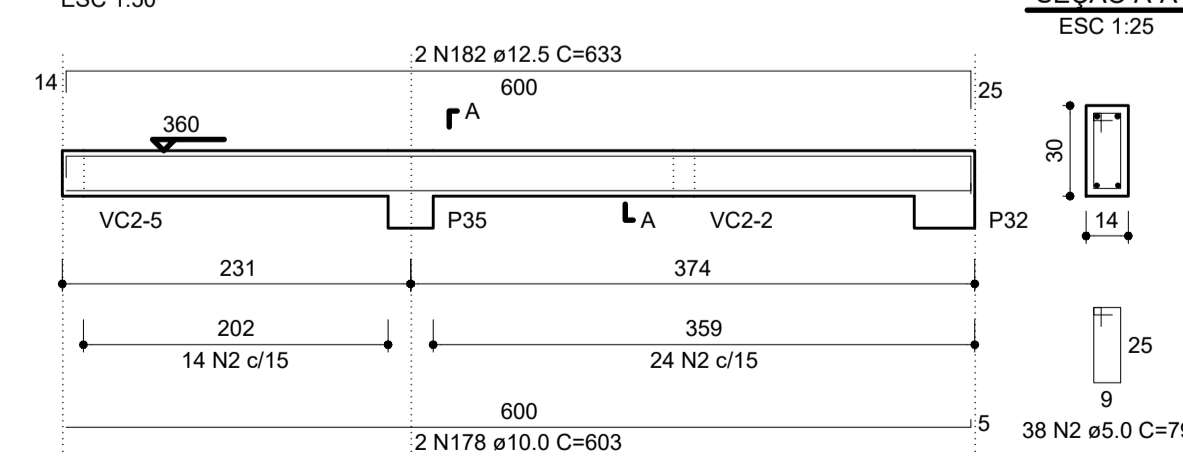 ESC 1:50
SEÇÃO A-A
ESC 1:25
2 N182 ø12.5 C=633
14
600
25
A
360
30
VC2-5
P35
A
VC2-2
P32
14
231
374
202
359
14 N2 c/15
24 N2 c/15
25
9
600
5
38 N2 ø5.0 C=79
2 N178 ø10.0 C=603